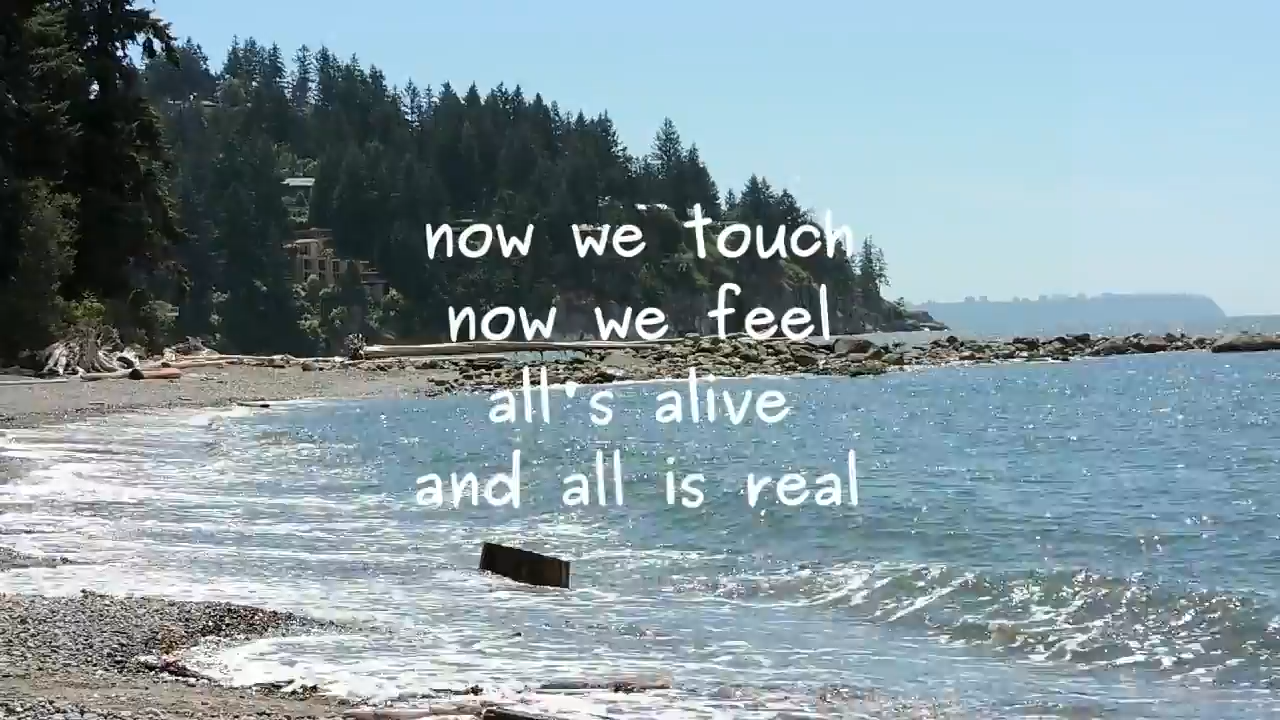 now we touch
now we feel
all's alive
and all is real